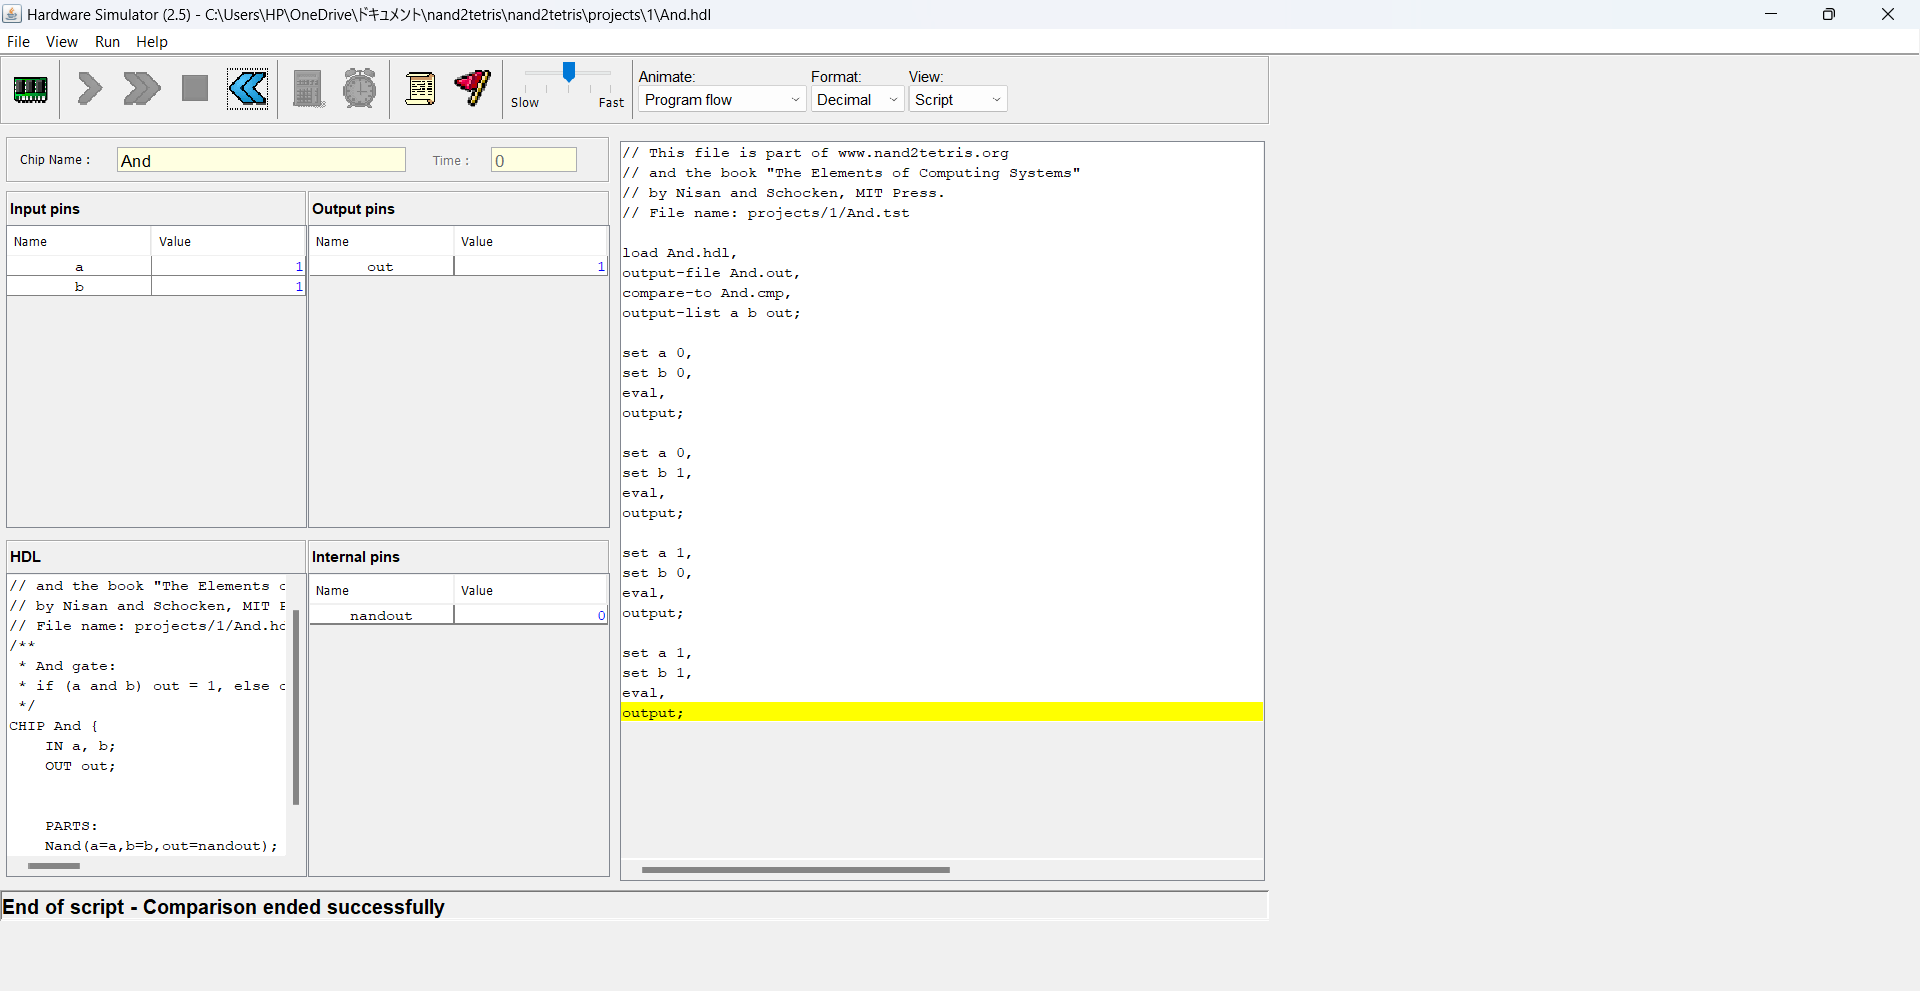 Hardware Simulator (2.5) - C:\Users\HP\OneDrive\ドキュメント\nand2tetris\nand2tetris\projects\1\And.hdl
File View Run Help
Slow Fast
Animate: Format: View:
Program flow Decimal Script
Chip Name : And Time : 0
Input pins
Name Value
a 1
b 1
Output pins
Name Value
out 1
HDL
// and the book "The Elements
// by Nisan and Schocken, MIT
// File name: projects/1/And.
/**
* And gate:
* if (a and b) out = 1, else
*/
CHIP And {
IN a, b;
OUT out;
PARTS:
Nand(a=a,b=b,out=nandout);
Internal pins
Name Value
nandout 0
// This file is part of www.nand2tetris.org
// and the book "The Elements of Computing Systems"
// by Nisan and Schocken, MIT Press.
// File name: projects/1/And.tst
load And.hdl,
output-file And.out,
compare-to And.cmp,
output-list a b out;
set a 0,
set b 0,
eval,
output;
set a 0,
set b 1,
eval,
output;
set a 1,
set b 0,
eval,
output;
set a 1,
set b 1,
eval,
output;
End of script - Comparison ended successfully